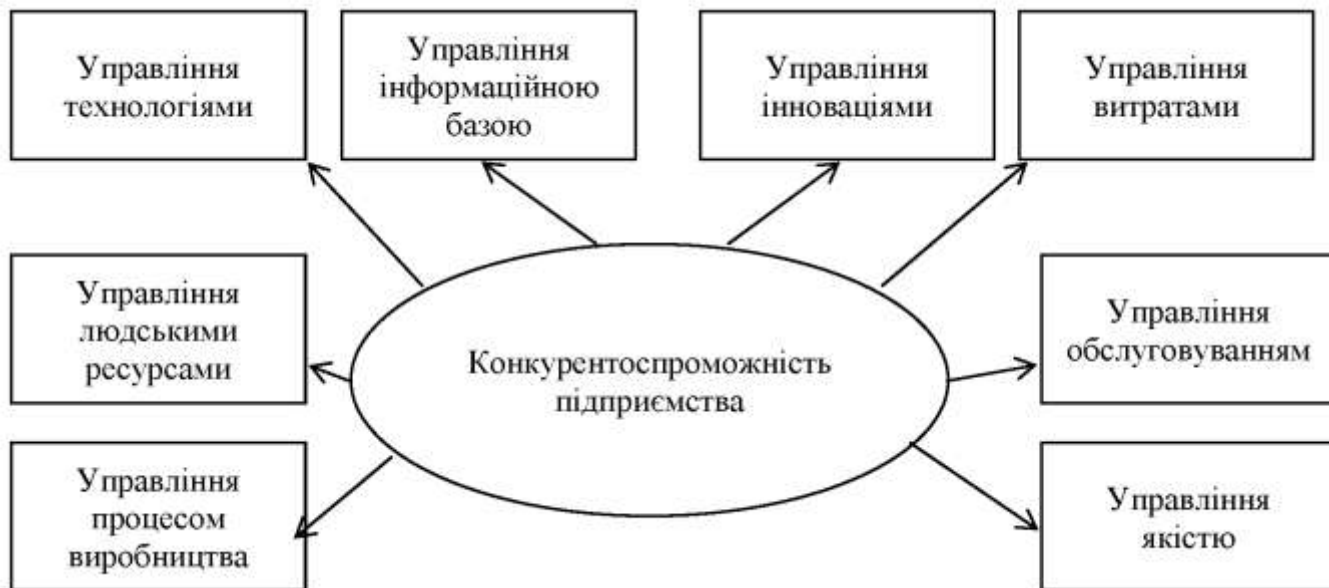 Управління
технологіями
Управління
інформаційною
базою
Управління
інноваціями
Управління
витратами
Управління
людськими
ресурсами
Конкурентоспроможність
підприємства
Управління
обслуговуванням
Управління
процесом
виробництва
Управління
якістю